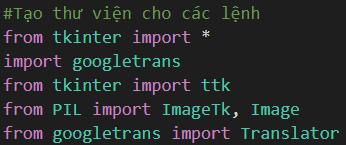 #Tạo thư viện cho các lệnh
from tkinter import *
import googletrans
from tkinter import ttk
from PIL import ImageTk, Image
from googletrans import Translator